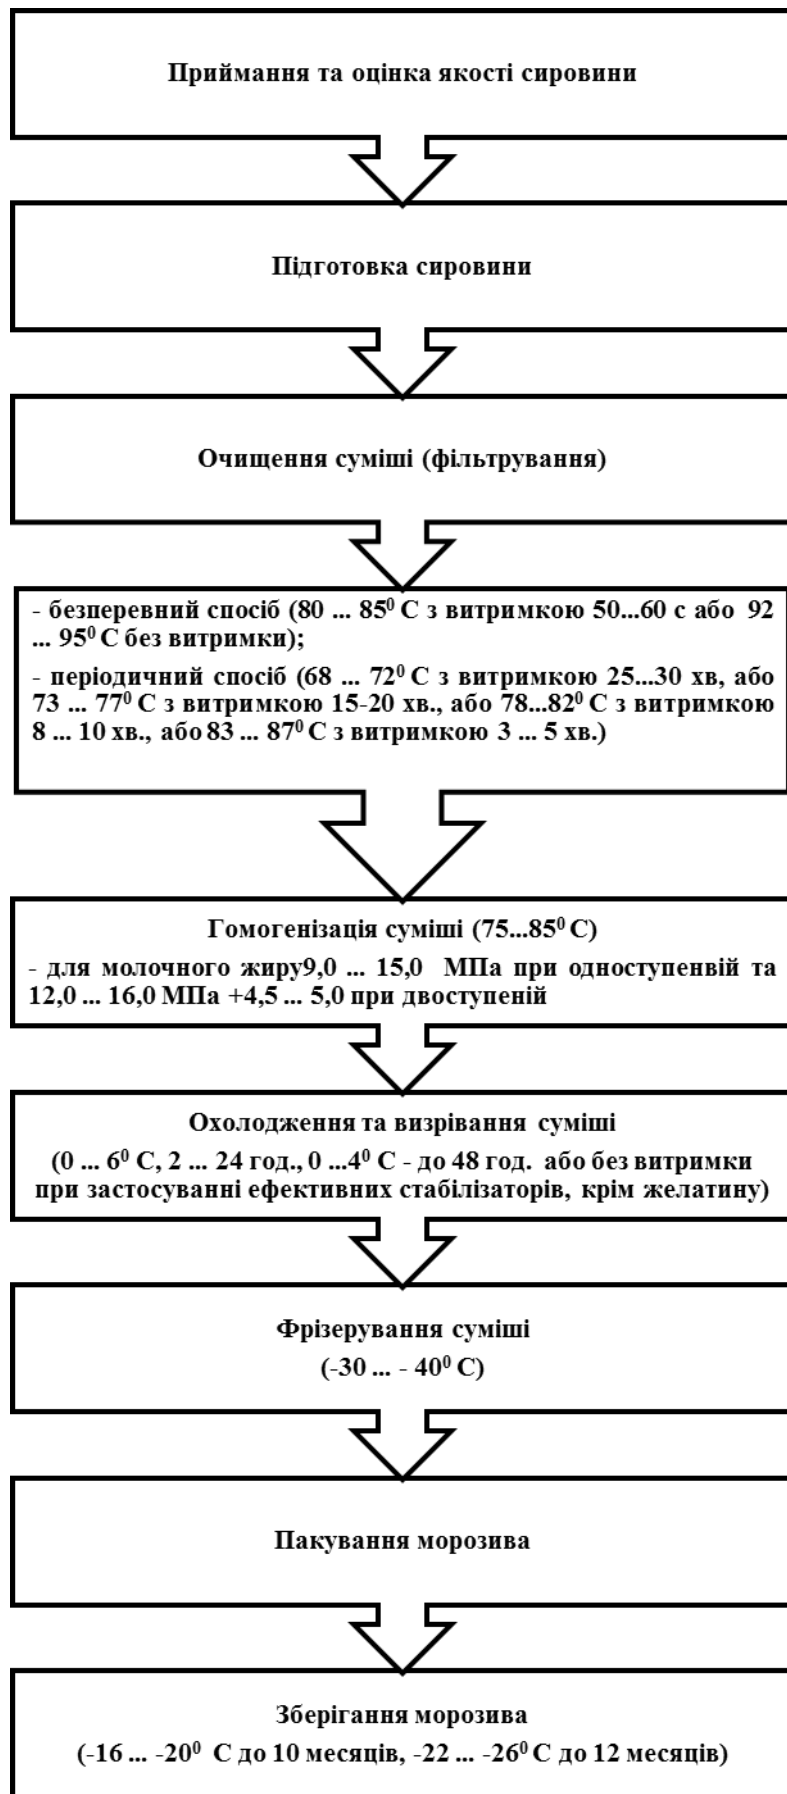 Приймання та оцінка якості сировини
Підготовка сировини
Очищення суміші (фільтрування)
- безперевний спосіб (80 ... 85⁰ С з витримкою 50...60 с або 92
... 95⁰ С без витримки);
- періодичний спосіб (68 ... 72⁰ С з витримкою 25...30 хв, або
73 ... 77⁰ С з витримкою 15-20 хв., або 78...82⁰ С з витримкою
8 ... 10 хв., або 83 ... 87⁰ С з витримкою 3 ... 5 хв.)
Гомогенізація суміші (75...85⁰ С)
- для молочного жиру9,0 ... 15,0 МПа при одноступенвій та
12,0 ... 16,0 МПа +4,5 ... 5,0 при двоступеній
Охолодження та визрівання суміші
(0 ... 6⁰ С, 2 ... 24 год., 0 ...4⁰ С - до 48 год. або без витримки
при застосуванні ефективних стабілізаторів, крім желатину)
Фрізерування суміші
(-30 ... - 40⁰ С)
Пакування морозива
Зберігання морозива
(-16 ... -20⁰ С до 10 месяців, -22 ... -26⁰ С до 12 месяців)